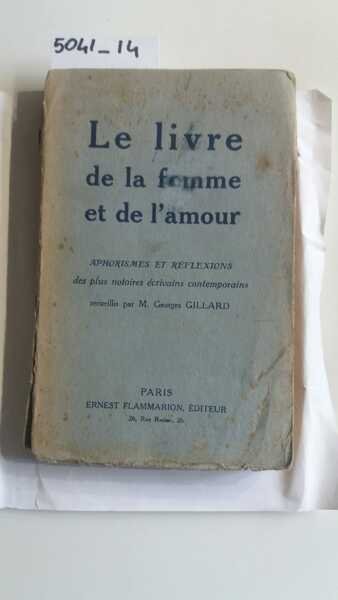 5041_14
Le livre
de la femme
et de l'amour
APHORISMES ET RÉFLEXIONS
des plus notoires écrivains contemporains
recueillis par M. Georges GILLARD
PARIS
ERNEST FLAMMARION, ÉDITEUR
26, Rue Racine, 26